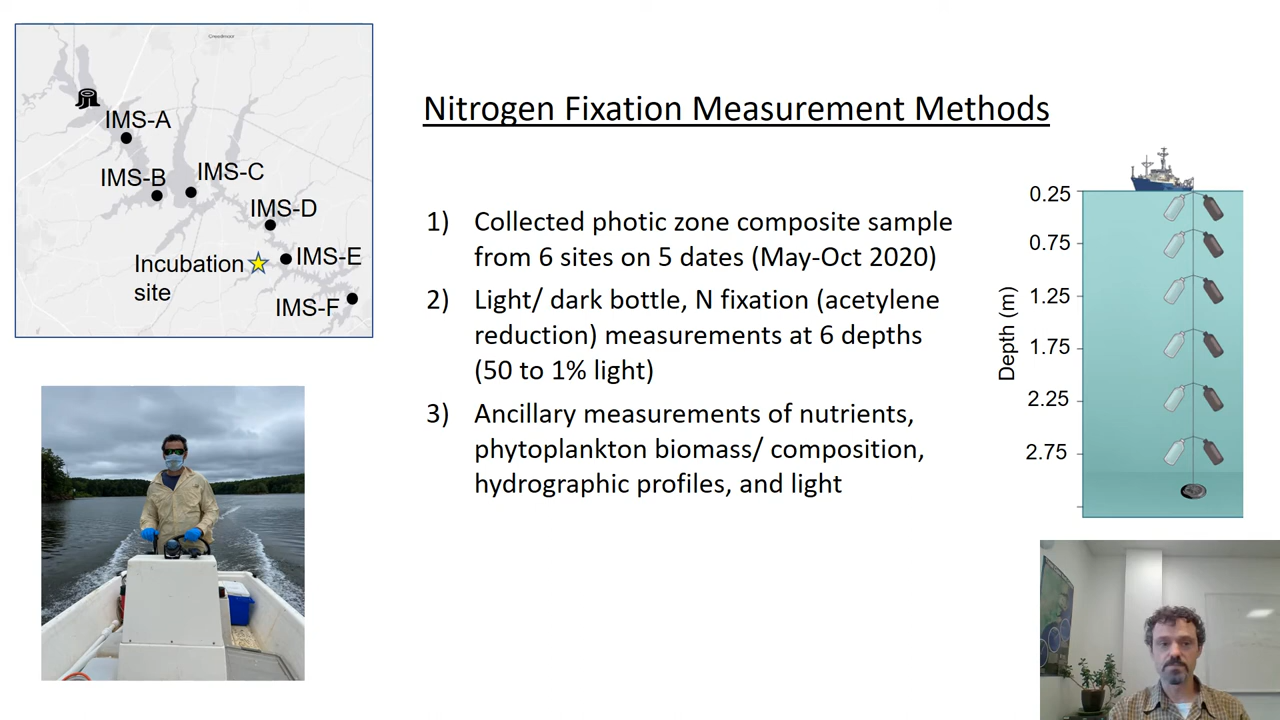 Creedmoor
IMS-A
IMS-B
IMS-C
IMS-D
Incubation
site
IMS-E
IMS-F
Nitrogen Fixation Measurement Methods
1) Collected photic zone composite sample
from 6 sites on 5 dates (May-Oct 2020)
2) Light/ dark bottle, N fixation (acetylene
reduction) measurements at 6 depths
(50 to 1% light)
3) Ancillary measurements of nutrients,
phytoplankton biomass/ composition,
hydrographic profiles, and light
Depth (m)
0.25
0.75
1.25
1.75
2.25
2.75